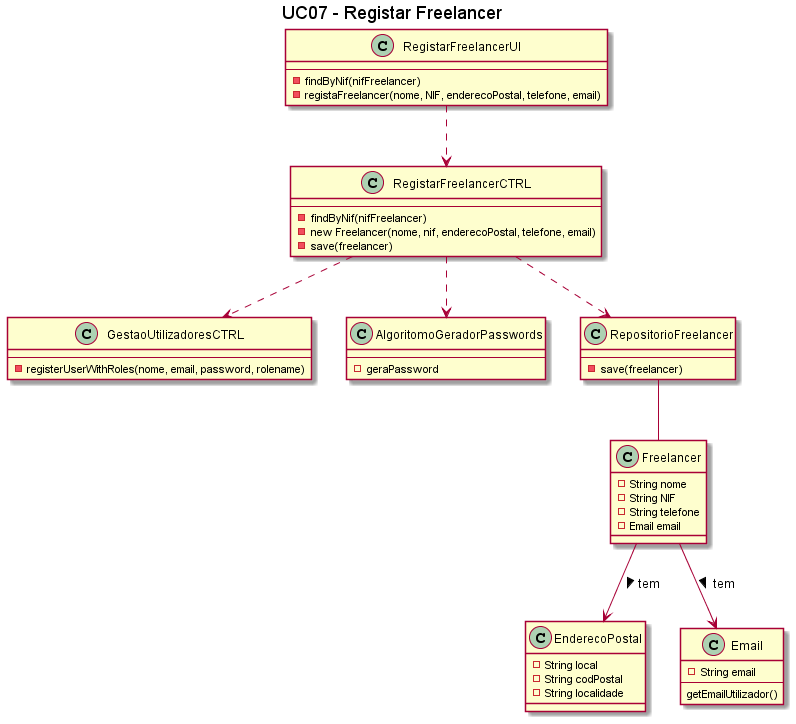 UC07 - Registar Freelancer
C RegistarFreelancerUI
findByNif(nifFreelancer)
registaFreelancer(nome, NIF, enderecoPostal, telefone, email)
C RegistarFreelancerCTRL
findByNif(nifFreelancer)
new Freelancer(nome, nif, enderecoPostal, telefone, email)
save(freelancer)
C GestaoUtilizadoresCTRL
registerUserWithRoles(nome, email, password, rolename)
C AlgoritomoGeradorPasswords
geraPassword
C RepositorioFreelancer
save(freelancer)
C Freelancer
String nome
String NIF
String telefone
Email email
tem
tem
C EnderecoPostal
String local
String codPostal
String localidade
C Email
String email
getEmailUtilizador()